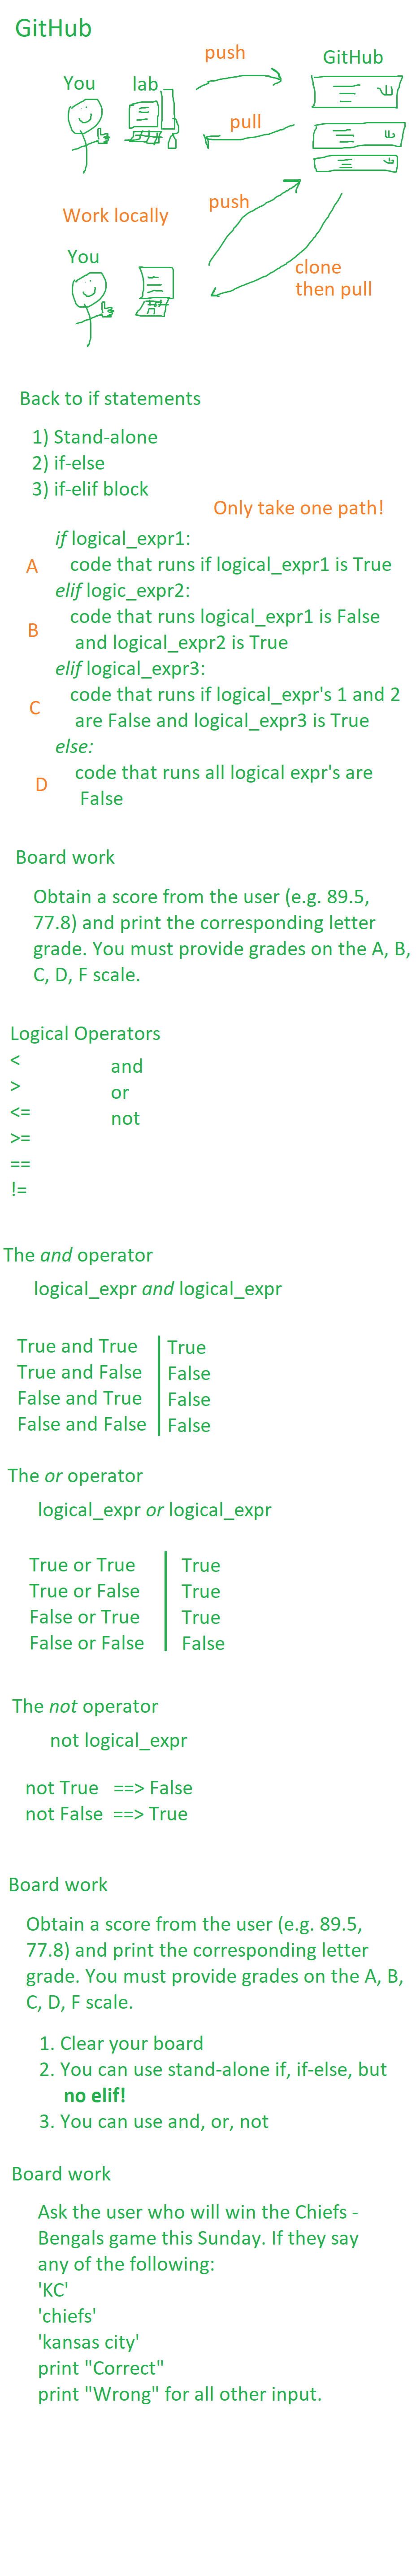 GitHub
push
GitHub
You
lab
pull
push
Work locally
You
clone
then pull
Back to if statements
1) Stand-alone
2) if-else
3) if-elif block
Only take one path!
if logical_expr1:
A
code that runs if logical_expr1 is True
elif logic_expr2:
code that runs logical_expr1 is False
B
and logical_expr2 is True
elif logical_expr3:
code that runs if logical_expr's 1 and 2
C
are False and logical_expr3 is True
else:
code that runs all logical expr's are
D
False
Board work
Obtain a score from the user (e.g. 89.5,
77.8) and print the corresponding letter
grade. You must provide grades on the A, B,
C, D, F scale.
Logical Operators
<
>
<=
>=
==
!=
and
or
not
The and operator
logical_expr and logical_expr
True and True True
True and False False
False and True False
False and False False
The or operator
logical_expr or logical_expr
True or True True
True or False True
False or True True
False or False False
The not operator
not logical_expr
not True ==> False
not False ==> True
Board work
Obtain a score from the user (e.g. 89.5,
77.8) and print the corresponding letter
grade. You must provide grades on the A, B,
C, D, F scale.
1. Clear your board
2. You can use stand-alone if, if-else, but
no elif!
3. You can use and, or, not
Board work
Ask the user who will win the Chiefs -
Bengals game this Sunday. If they say
any of the following:
'KC'
'chiefs'
'kansas city'
print "Correct"
print "Wrong" for all other input.